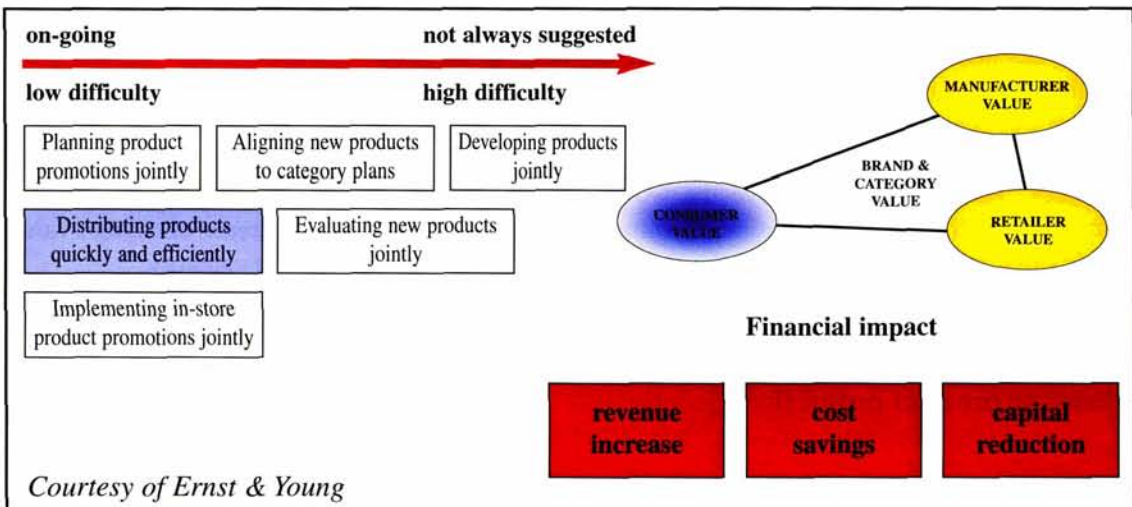 on-going
not always suggested
low difficulty
high difficulty
Planning product
promotions jointly
Aligning new products
to category plans
Developing products
jointly
Distributing products
quickly and efficiently
Evaluating new products
jointly
Implementing in-store
product promotions jointly
MANUFACTURER
VALUE
BRAND &
CATEGORY
VALUE
CONSUMER
VALUE
RETAILER
VALUE
Financial impact
revenue
increase
cost
savings
capital
reduction
Courtesy of Ernst & Young